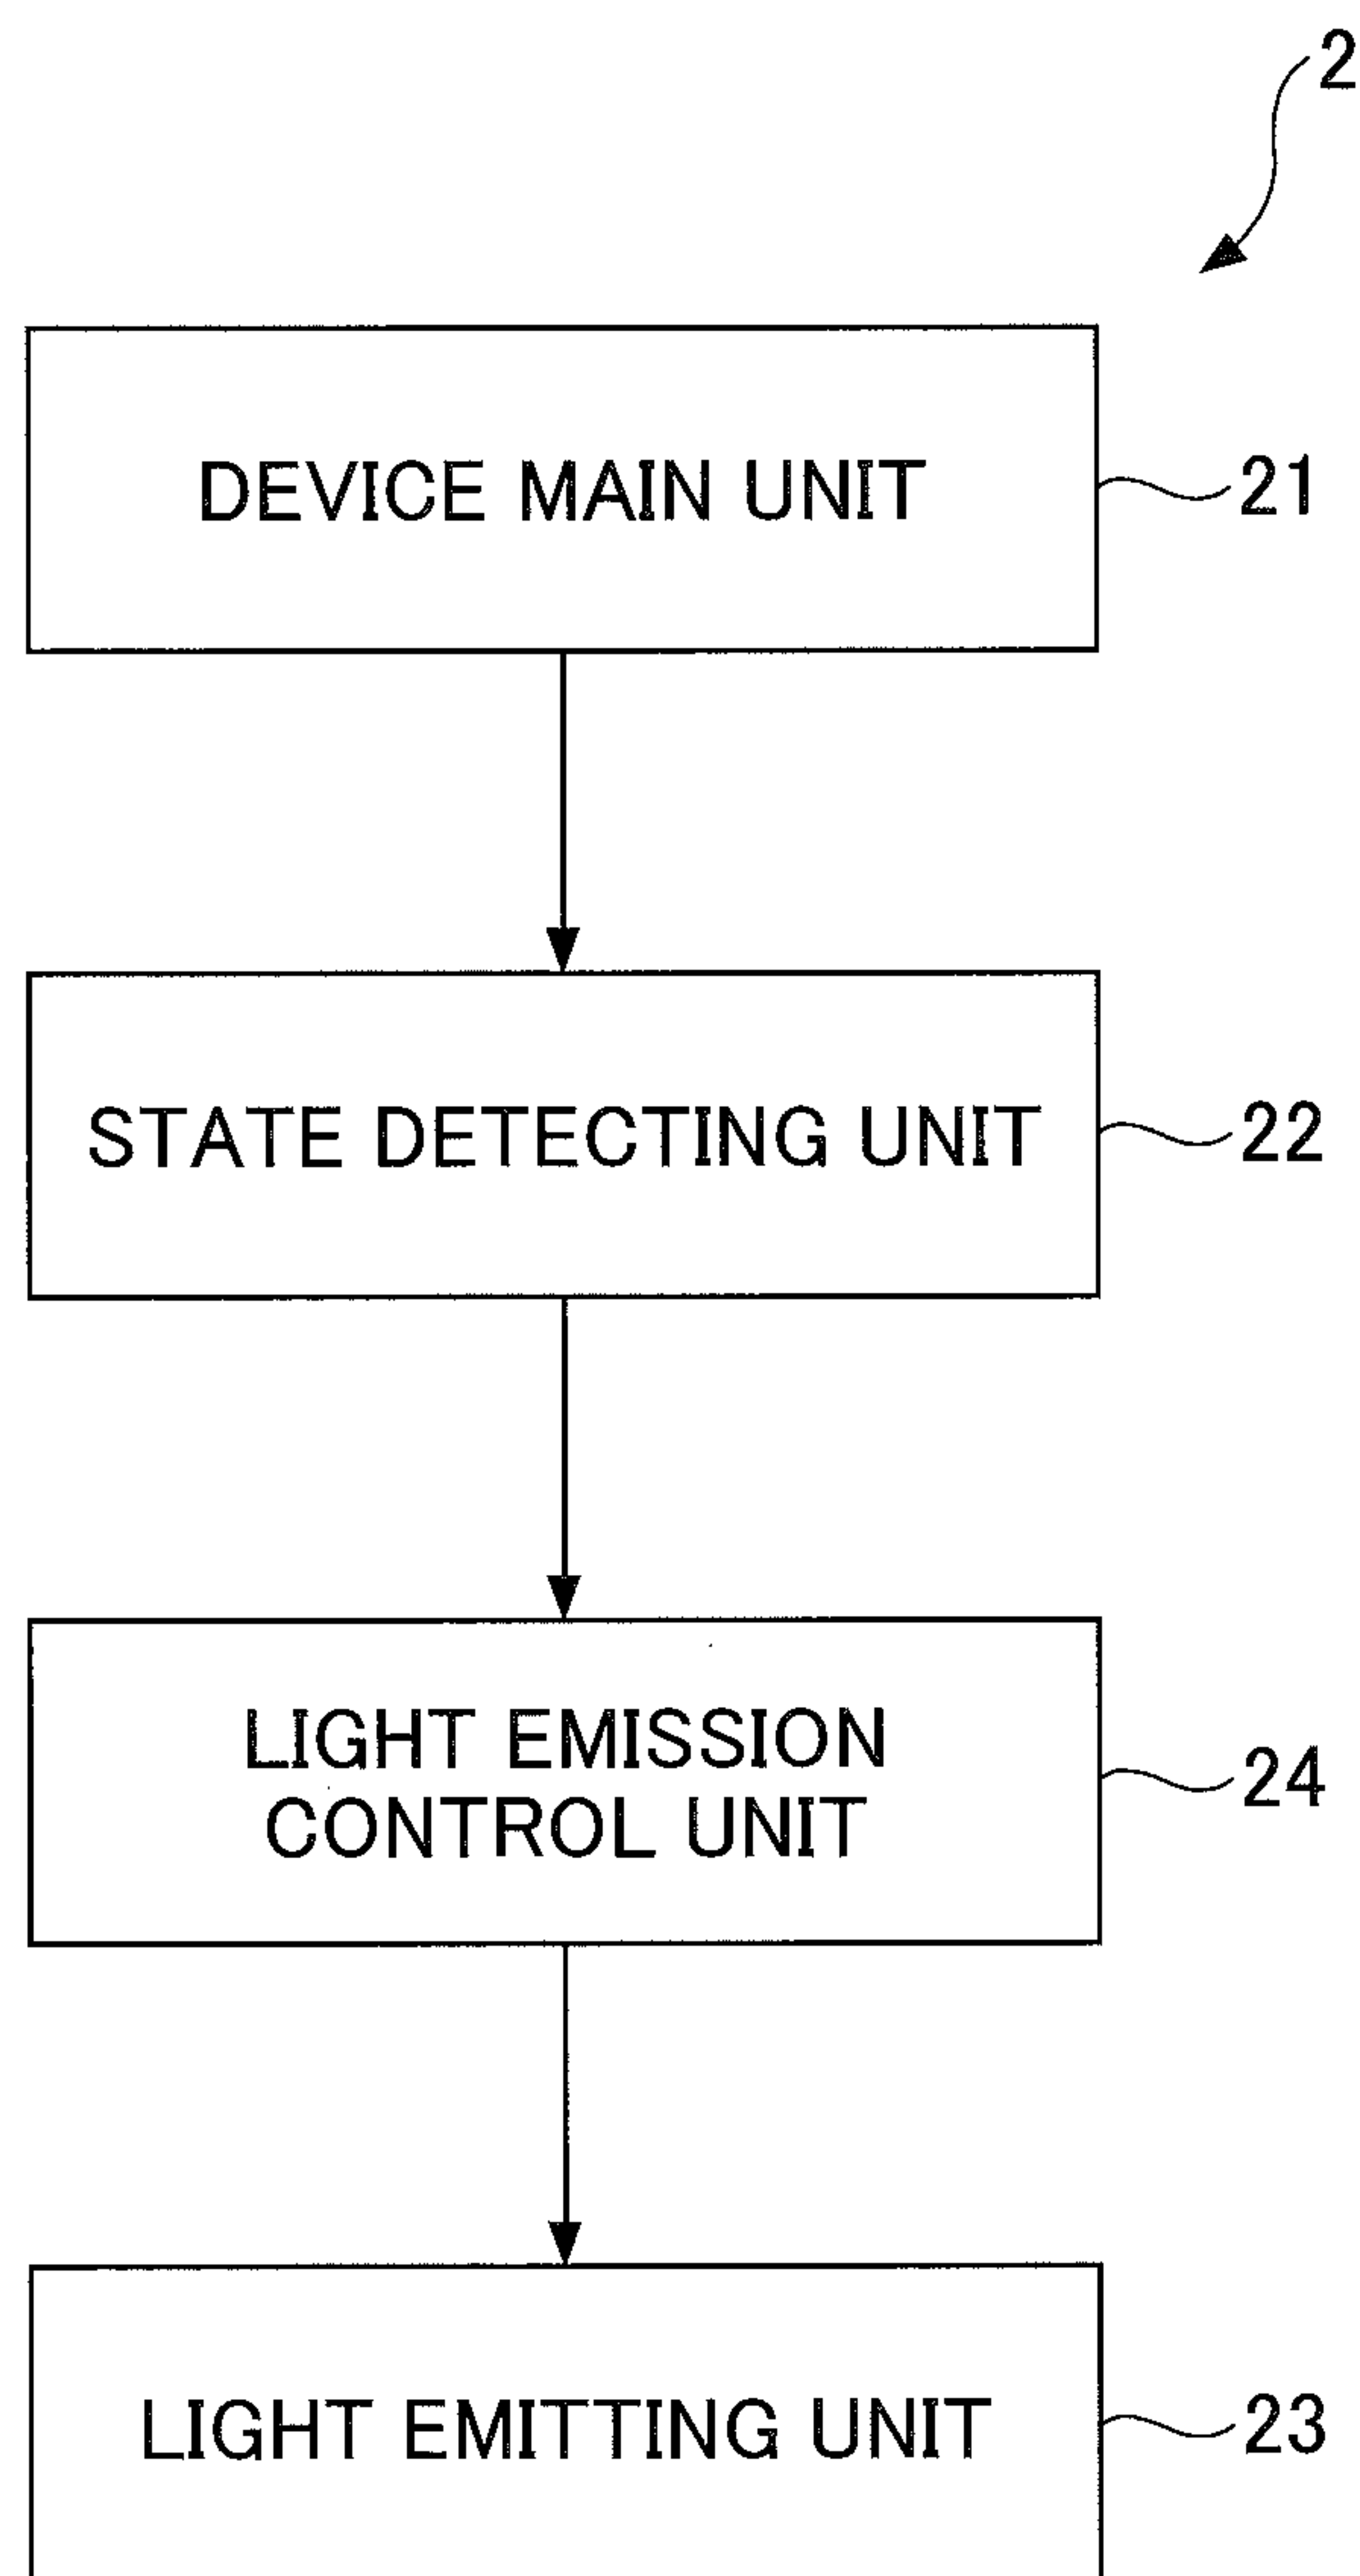 2
DEVICE MAIN UNIT
21
STATE DETECTING UNIT
22
LIGHT EMISSION
CONTROL UNIT
24
LIGHT EMITTING UNIT
23